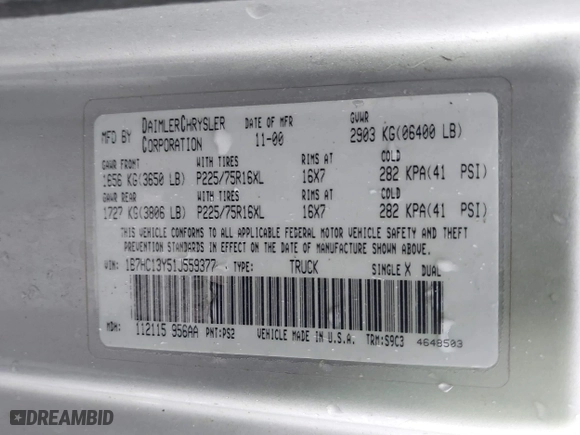 MFD BY DAIMLERCHRYSLER CORPORATION DATE OF MFR 11-00 GVWR 2903 KG(06400 LB)
GAWR FRONT WITH TIRES RIMS AT COLD
1656 KG(3650 LB) P225/75R16XL 16X7 282 KPA(41 PSI)
GAWR REAR WITH TIRES RIMS AT COLD
1727 KG(3806 LB) P225/75R16XL 16X7 282 KPA(41 PSI)
THIS VEHICLE CONFORMS TO ALL APPLICABLE FEDERAL MOTOR VEHICLE SAFETY AND THEFT
PREVENTION STANDARDS IN EFFECT ON THE DATE OF MANUFACTURE SHOWN ABOVE.
VIN: 1B7HC13Y51J559377 TYPE: TRUCK SINGLE X DUAL
MDH: 112115 956AA PNT:PS2 VEHICLE MADE IN U.S.A. TRM:S9C3 4648503
DREAMBID